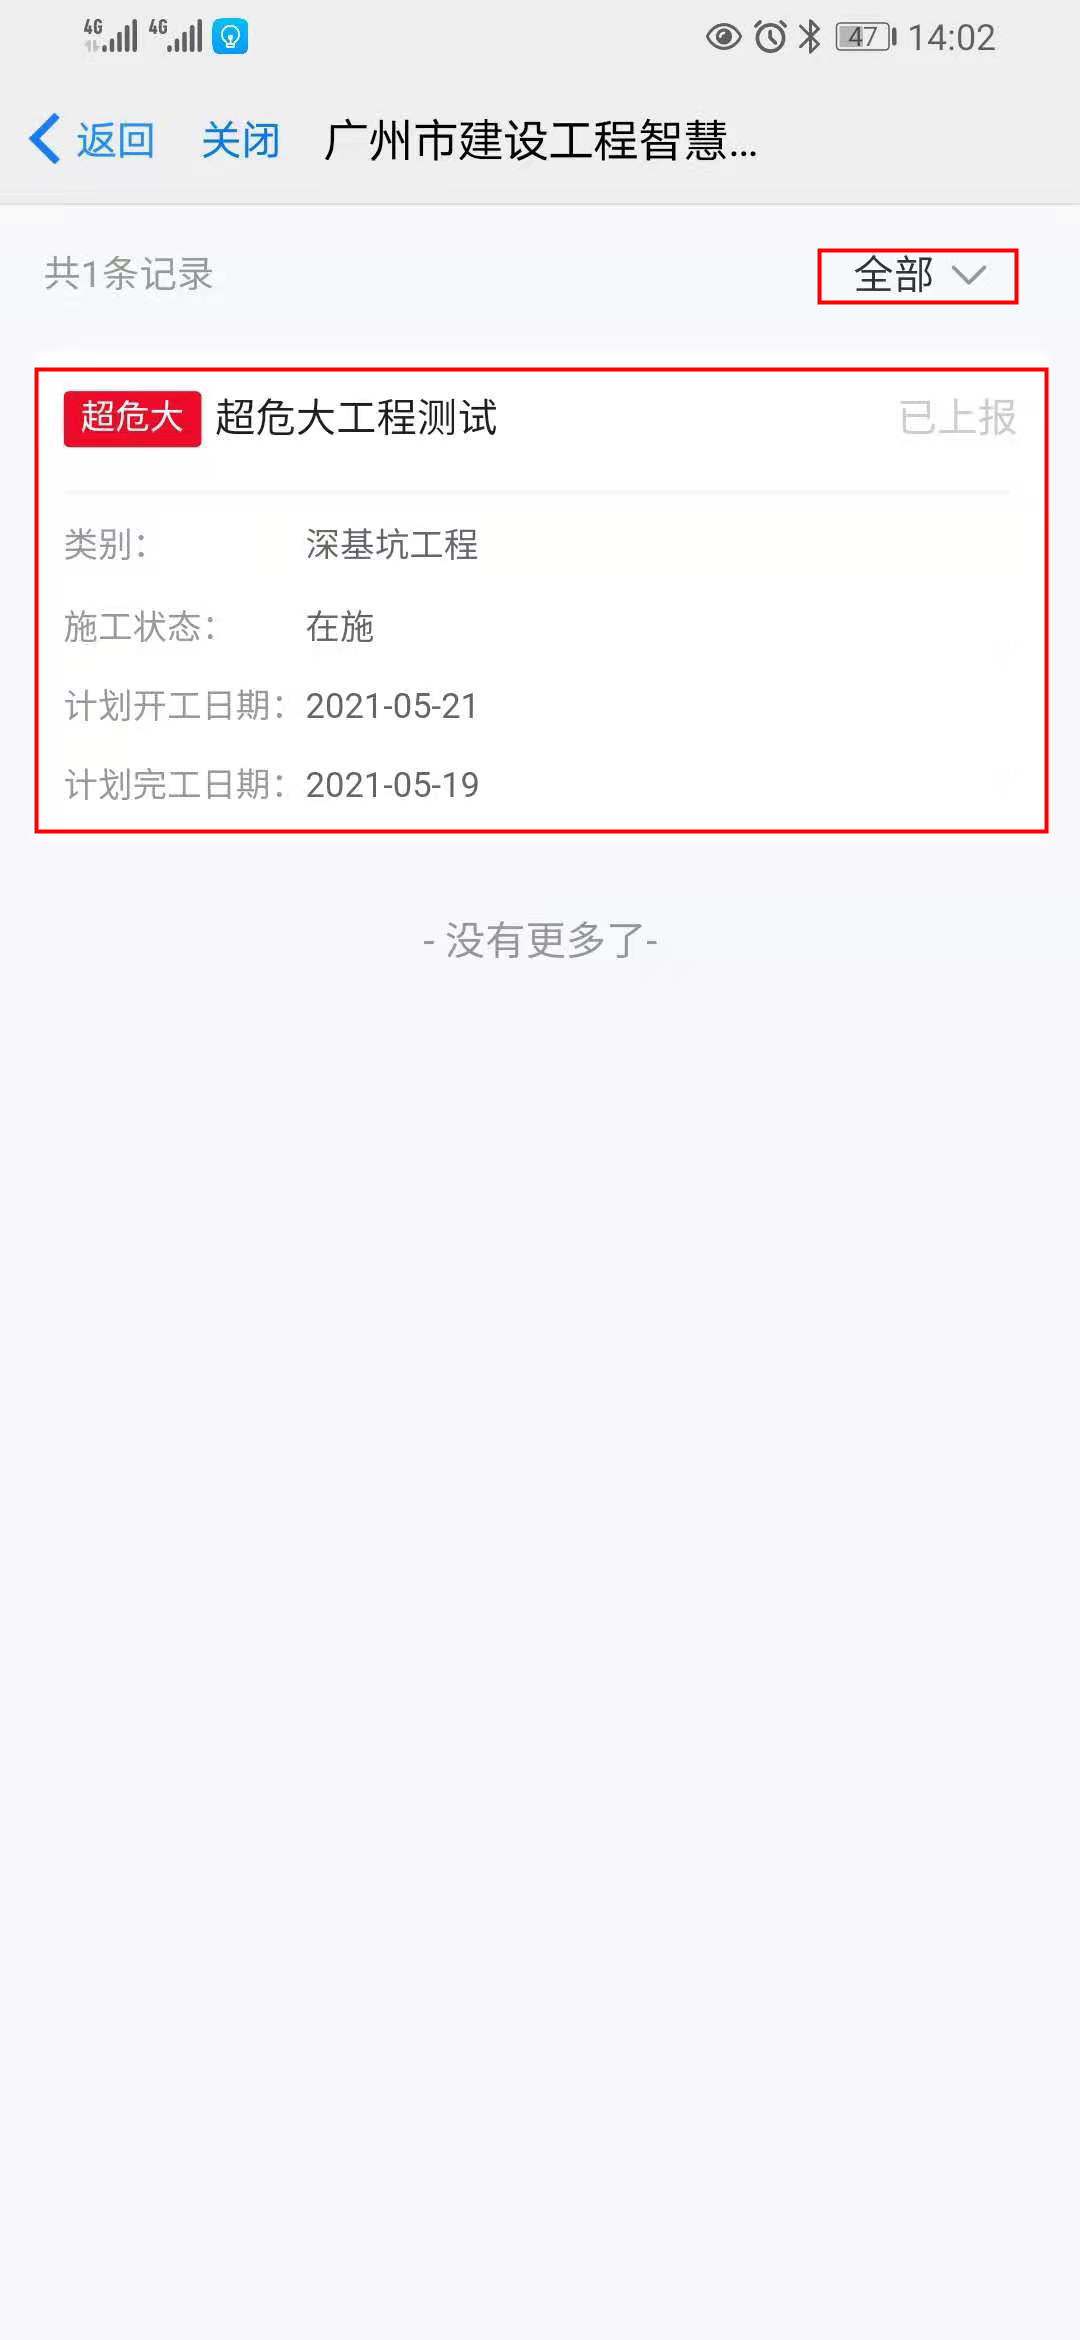 4G 4G 47 14:02
返回 关闭 广州市建设工程智慧...
共1条记录 全部
超危大 超危大工程测试 已上报
类别： 深基坑工程
施工状态： 在施
计划开工日期： 2021-05-21
计划完工日期： 2021-05-19
- 没有更多了-